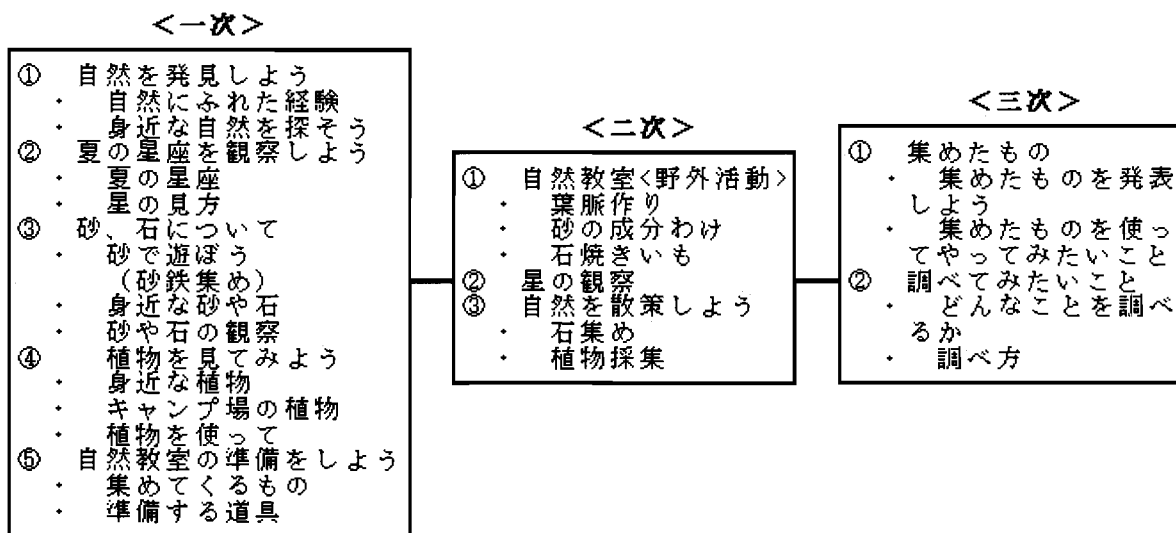 <一次>
① 自然を発見しよう
・ 自然にふれた経験
・ 身近な自然を探そう
② 夏の星座を観察しよう
・ 夏の星座
・ 星の見方
③ 砂、石について
・ 砂で遊ぼう
（砂鉄集め）
・ 身近な砂や石
・ 砂や石の観察
④ 植物を見てみよう
・ 身近な植物
・ キャンプ場の植物
・ 植物を使って
⑤ 自然教室の準備をしよう
・ 集めてくるもの
・ 準備する道具
<二次>
① 自然教室<野外活動>
・ 葉脈作り
・ 砂の成分わけ
・ 石焼きいも
② 星の観察
③ 自然を散策しよう
・ 石集め
・ 植物採集
<三次>
① 集めたもの
・ 集めたものを発表
しよう
・ 集めたものを使っ
てやってみたいこと
② 調べてみたいこと
・ どんなことを調べ
るか
・ 調べ方